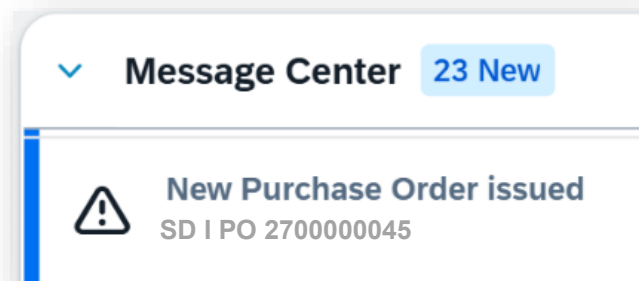 Message Center 23 New
New Purchase Order issued
SD I PO 2700000045